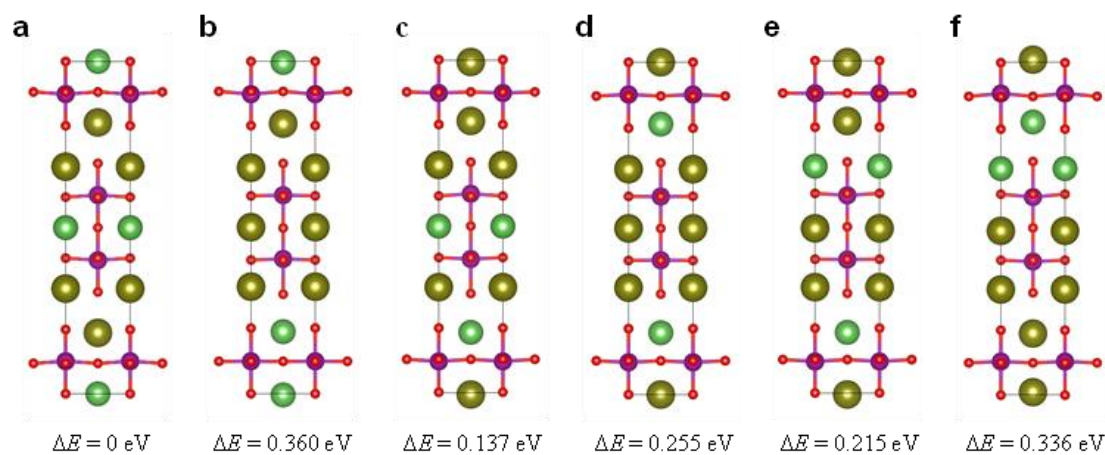 a b c d e f
ΔE = 0 eV ΔE = 0.360 eV ΔE = 0.137 eV ΔE = 0.255 eV ΔE = 0.215 eV ΔE = 0.336 eV